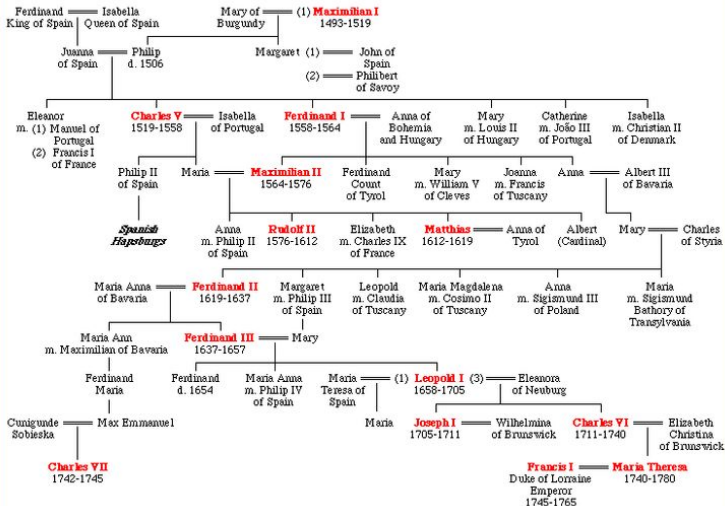 Ferdinand
King of Spain
Isabella
Queen of Spain
Mary of
Burgundy
(1) Maximilian I
1493-1519
Juanna
of Spain
Philip
d. 1506
Margaret
(1)
John of
Spain
(2)
Philibert
of Savoy
Eleanor
m. (1) Manuel of
Portugal
(2) Francis I
of France
Charles V
1519-1558
Isabella
of Portugal
Ferdinand I
1558-1564
Anna of
Bohemia
and Hungary
Mary
m. Louis II
of Hungary
Catherine
m. João III
of Portugal
Isabella
m. Christian II
of Denmark
Philip II
of Spain
Maria
Maximilian II
1564-1576
Ferdinand
Count
of Tyrol
Mary
m. William V
of Cleves
Joanna
m. Francis
of Tuscany
Anna
Albert III
of Bavaria
Spanish
Hapsburgs
Anna
m. Philip II
of Spain
Rudolf II
1576-1612
Elizabeth
m. Charles IX
of France
Matthias
1612-1619
Anna of
Tyrol
Albert
(Cardinal)
Mary
Charles
of Styria
Maria Anna
of Bavaria
Ferdinand II
1619-1637
Margaret
m. Philip III
of Spain
Leopold
m. Claudia
of Tuscany
Maria Magdalena
m. Cosimo II
of Tuscany
Anna
m. Sigismund III
of Poland
Maria
m. Sigismund
Bathory of
Transylvania
Maria Ann
m. Maximilian of Bavaria
Ferdinand III
1637-1657
Mary
Ferdinand
Maria
Ferdinand
d. 1654
Maria Anna
m. Philip IV
of Spain
Maria
Teresa of
Spain
(1) Leopold I (3)
1658-1705
Eleanora
of Neuburg
Maria
Cunigunde
Sobieska
Max Emmanuel
Joseph I
1705-1711
Wilhelmina
of Brunswick
Charles VI
1711-1740
Elizabeth
Christina
of Brunswick
Charles VII
1742-1745
Francis I
Duke of Lorraine
Emperor
1745-1765
Maria Theresa
1740-1780